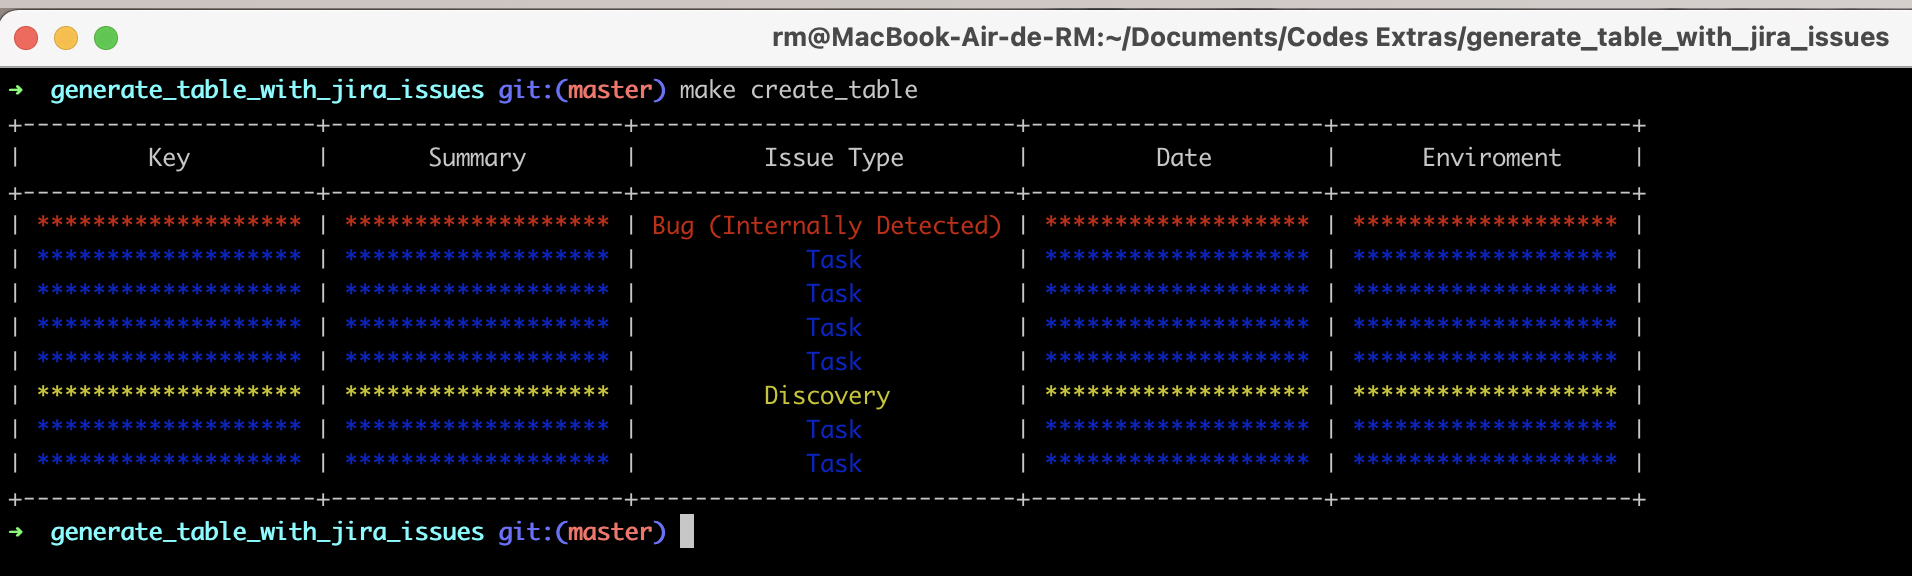 rm@MacBook-Air-de-RM:~/Documents/Codes Extras/generate_table_with_jira_issues
➜  generate_table_with_jira_issues git:(master) make create_table
+---------------------+---------------------+---------------------------+---------------------+---------------------+
|         Key         |       Summary       |         Issue Type        |         Date        |      Enviroment     |
+---------------------+---------------------+---------------------------+---------------------+---------------------+
| ******************* | ******************* | Bug (Internally Detected) | ******************* | ******************* |
| ******************* | ******************* |            Task           | ******************* | ******************* |
| ******************* | ******************* |            Task           | ******************* | ******************* |
| ******************* | ******************* |            Task           | ******************* | ******************* |
| ******************* | ******************* |            Task           | ******************* | ******************* |
| ******************* | ******************* |         Discovery         | ******************* | ******************* |
| ******************* | ******************* |            Task           | ******************* | ******************* |
| ******************* | ******************* |            Task           | ******************* | ******************* |
+---------------------+---------------------+---------------------------+---------------------+---------------------+
➜  generate_table_with_jira_issues git:(master)